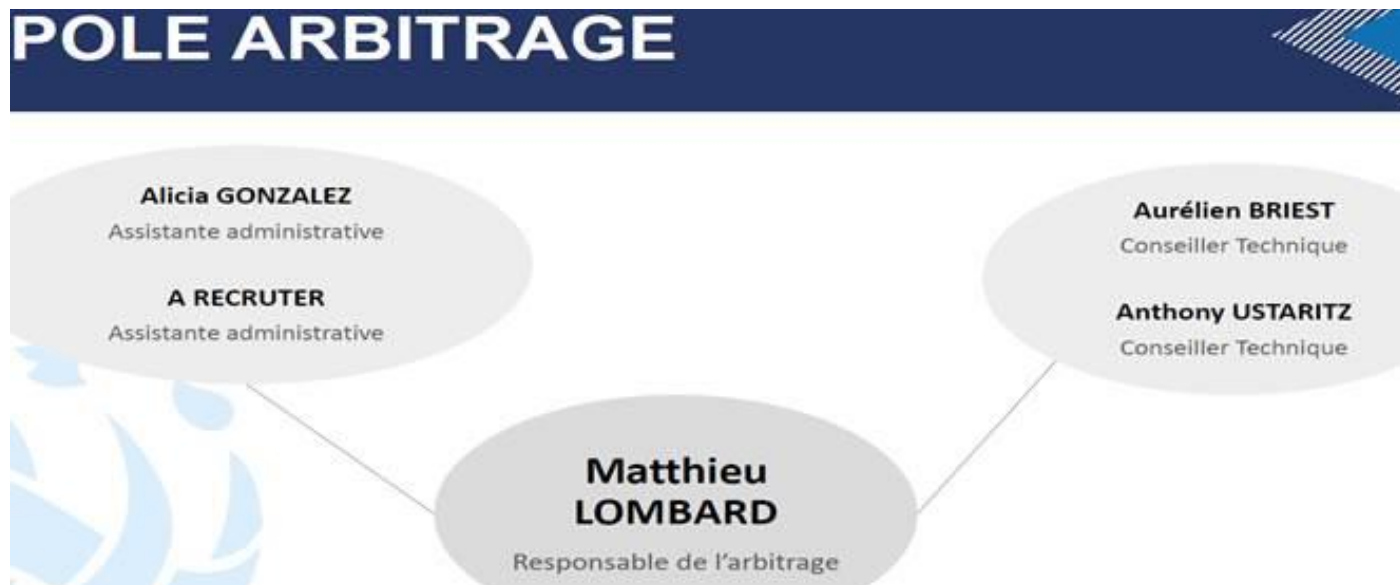 POLE ARBITRAGE
Alicia GONZALEZ
Assistante administrative
A RECRUTER
Assistante administrative
Aurélien BRIEST
Conseiller Technique
Anthony USTARITZ
Conseiller Technique
Matthieu
LOMBARD
Responsable de l'arbitrage